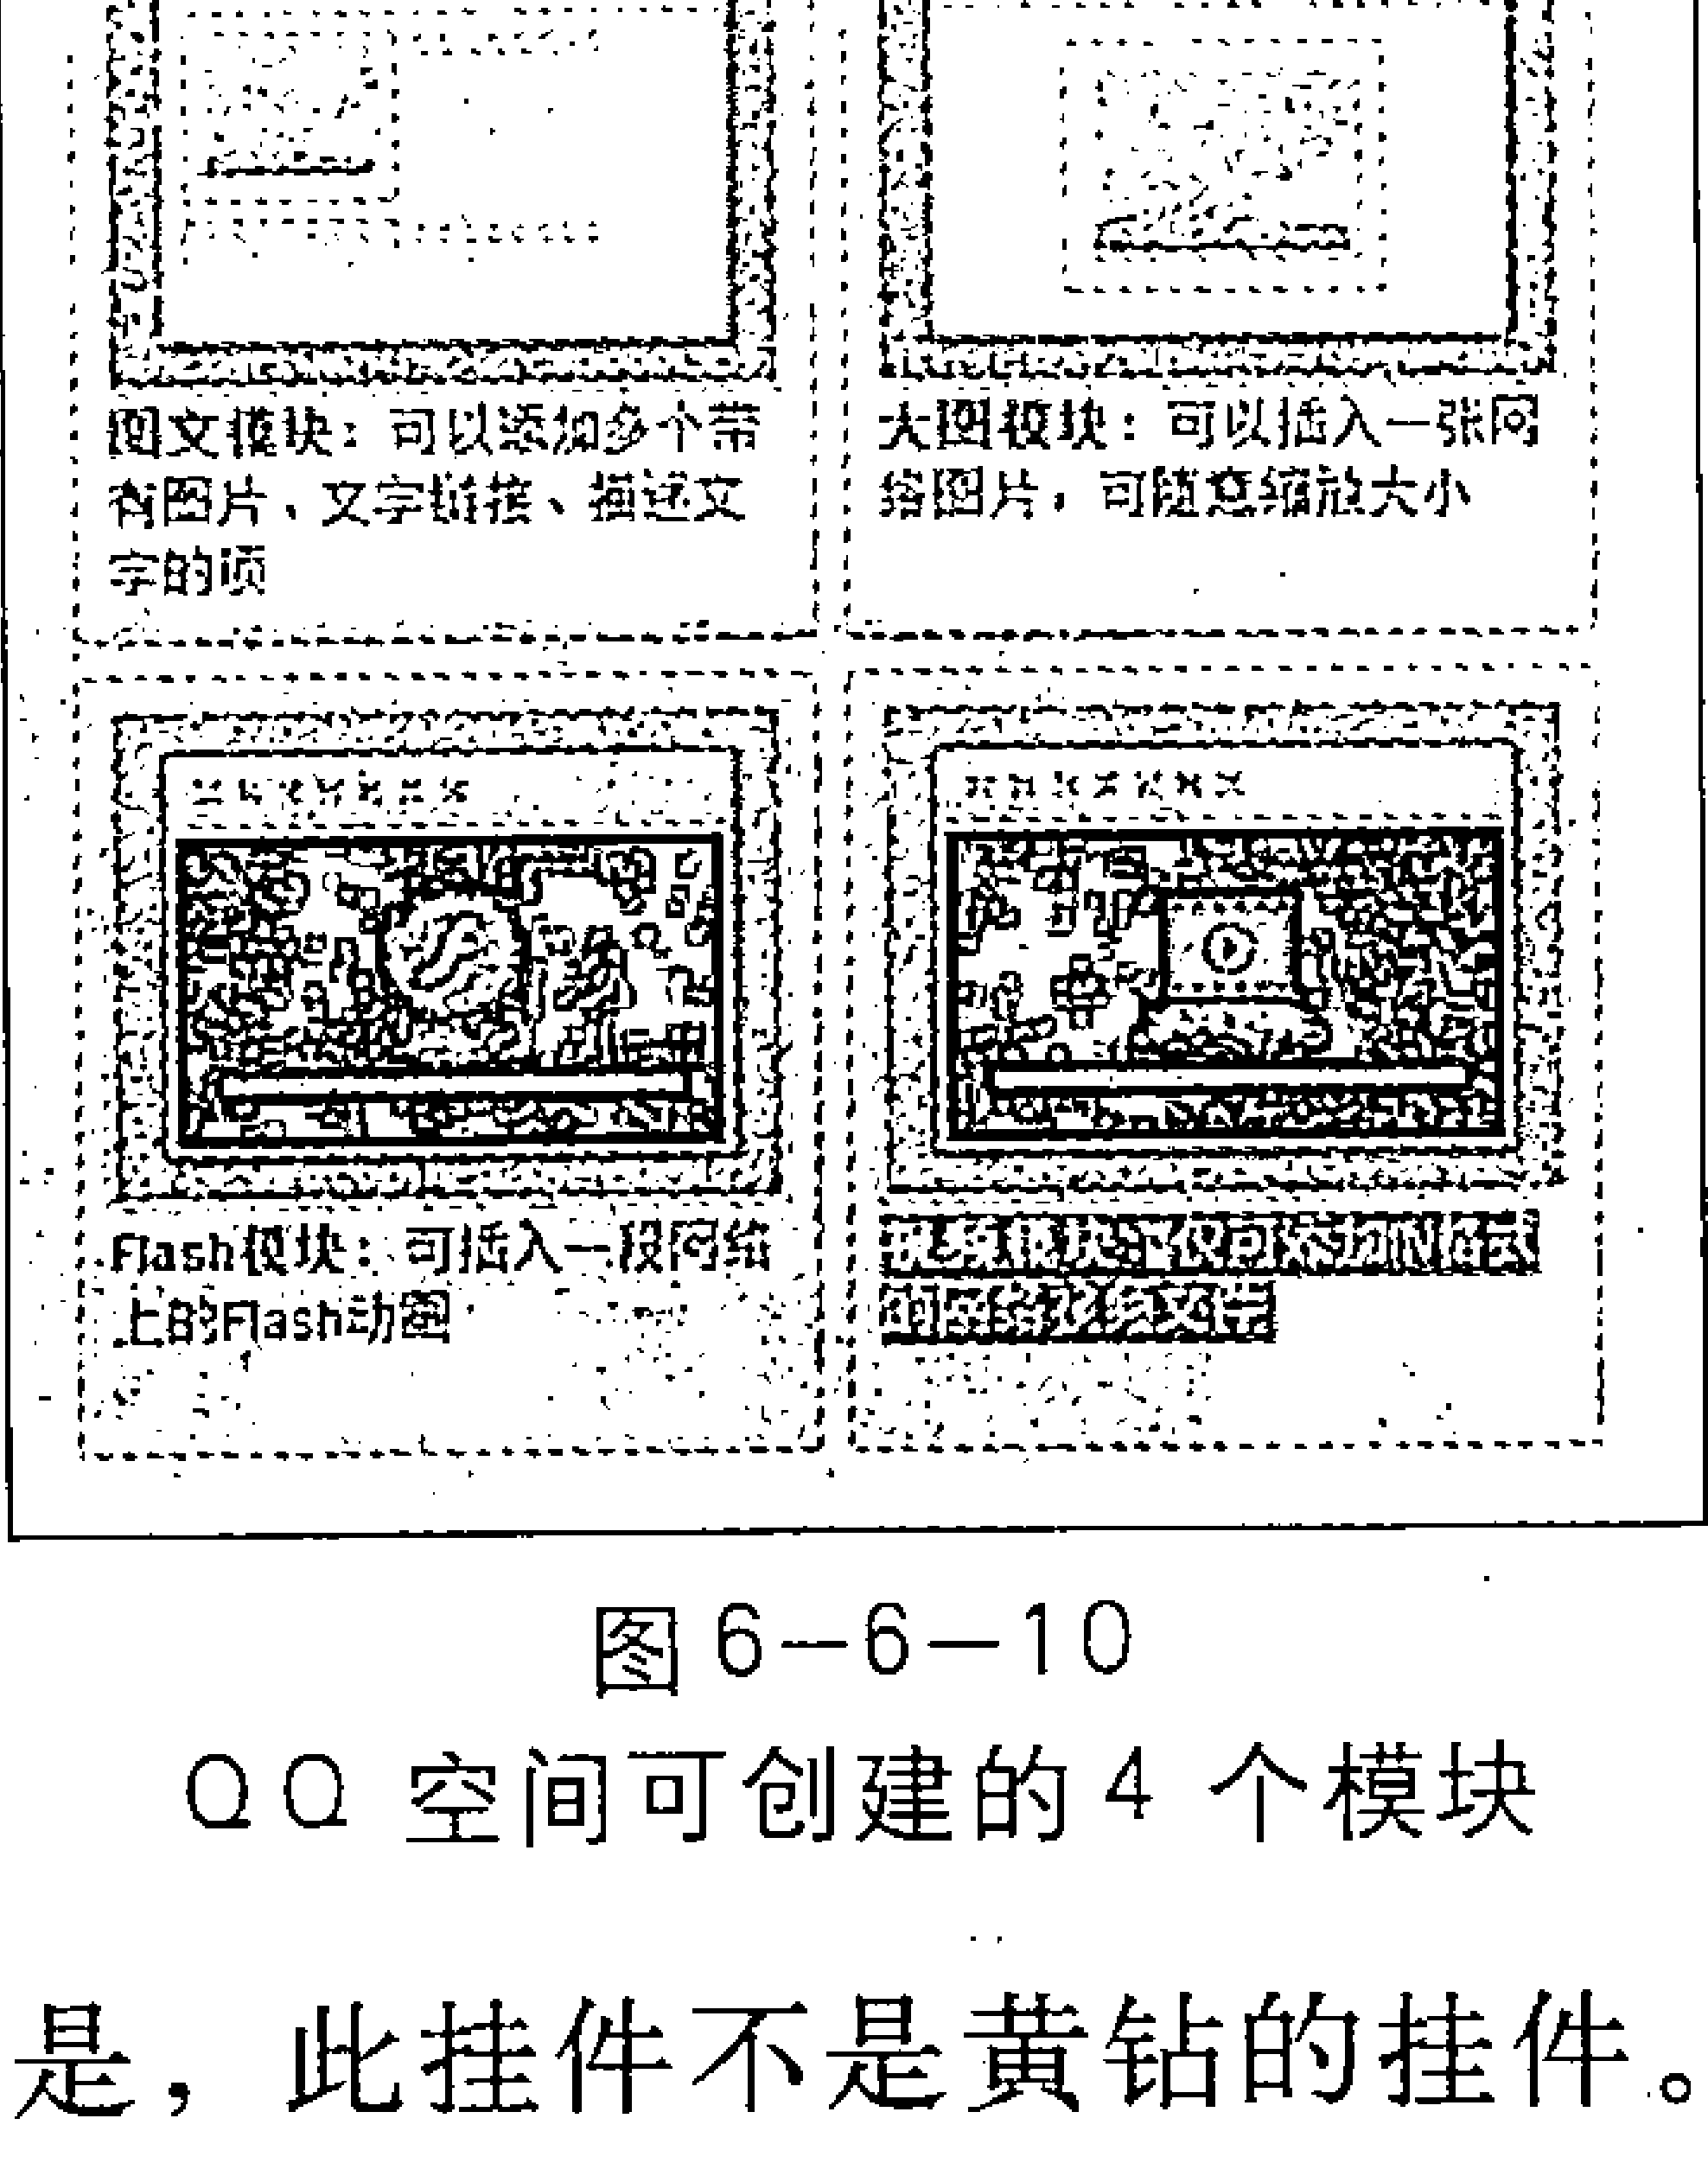 图文模块：可以添加多个带
有图片、文字链接、描述文
字的项
大图模块：可以插入一张网
络图片，可随意缩放大小
Flash模块：可插入一段网络
上的Flash动画
图 6-6-10
QQ 空间可创建的 4 个模块
是，此挂件不是黄钻的挂件。